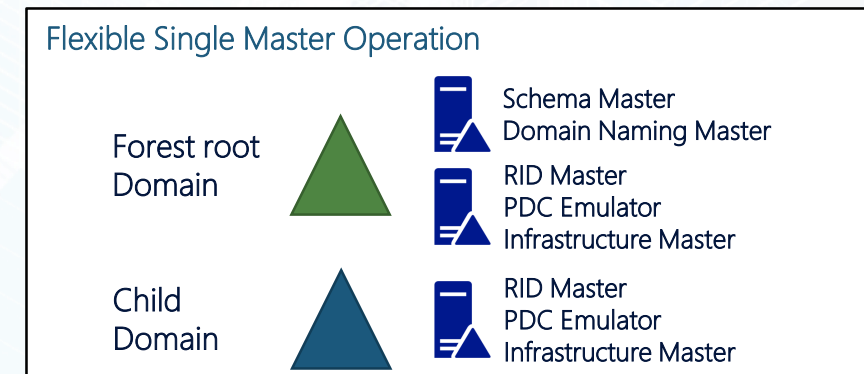 Flexible Single Master Operation
Forest root
Domain
Schema Master
Domain Naming Master
RID Master
PDC Emulator
Infrastructure Master
Child
Domain
RID Master
PDC Emulator
Infrastructure Master